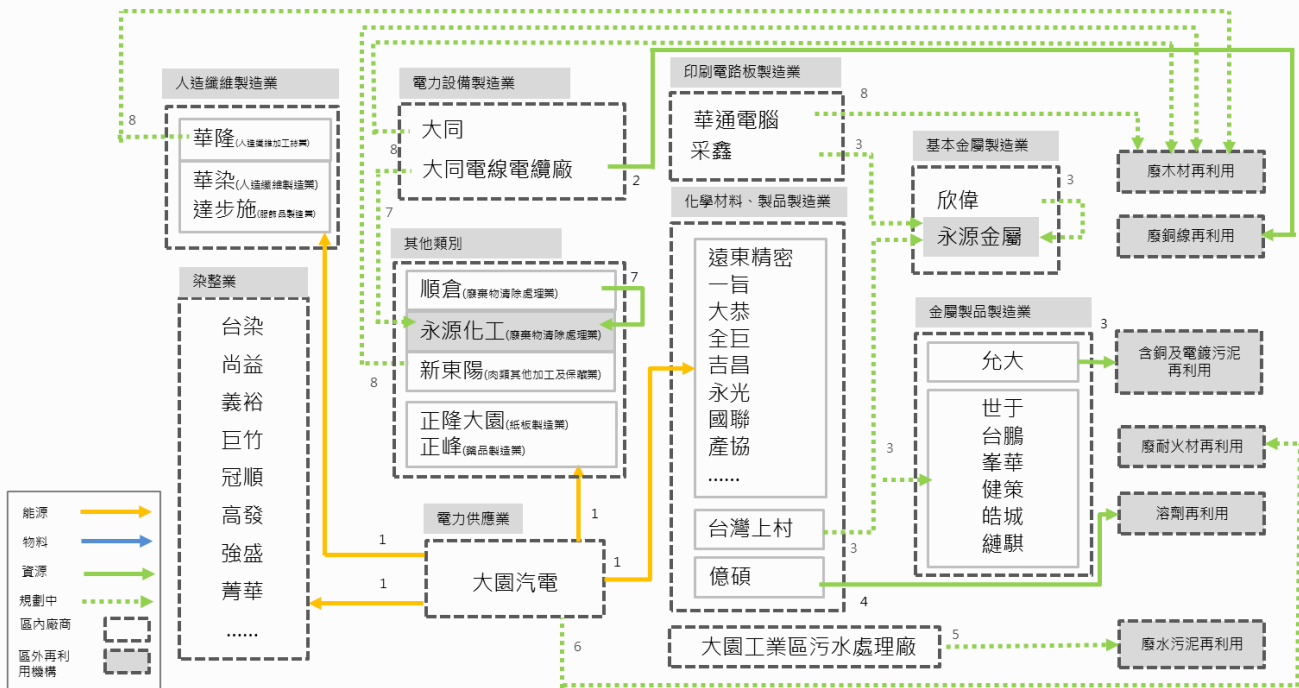 人造纖維製造業
8
華隆(人造纖維加工絲業)
華染(人造纖維製造業)
達步施(服飾品製造業)
電力設備製造業
大同
8
大同電線電纜廠
2
7
印刷電路板製造業
8
華通電腦
采鑫
3
基本金屬製造業
3
欣偉
永源金屬
廢木材再利用
廢銅線再利用
染整業
台染
尚益
義裕
巨竹
冠順
高發
強盛
菁華
......
其他類別
7
順倉(廢棄物清除處理業)
永源化工(廢棄物清除處理業)
新東陽(肉類其他加工及保藏業)
8
正隆大園(紙板製造業)
正峰(藥品製造業)
化學材料、製品製造業
遠東精密
一旨
大恭
全巨
吉昌
永光
國聯
產協
......
台灣上村
3
億碩
4
金屬製品製造業
3
允大
世于
台鵬
峯華
健策
皓城
縺騏
3
含銅及電鍍污泥
再利用
廢耐火材再利用
溶劑再利用
電力供應業
大園汽電
1
1
1
1
6
大園工業區污水處理廠
5
廢水污泥再利用
能源
物料
資源
規劃中
區內廠商
區外再利
用機構